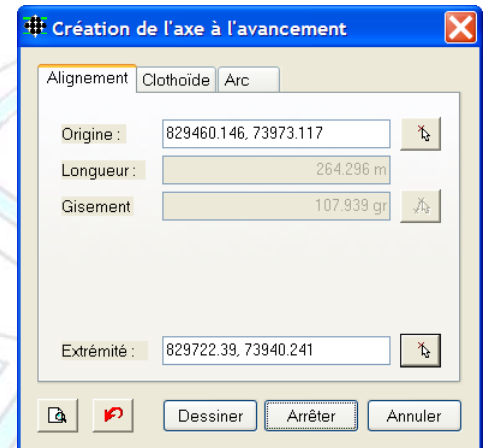 Création de l'axe à l'avancement
Alignement Clothoïde Arc
Origine : 829460.146, 73973.117
Longueur : 264.296 m
Gisement 107.939 gr
Extrémité : 829722.39, 73940.241
Dessiner Arrêter Annuler